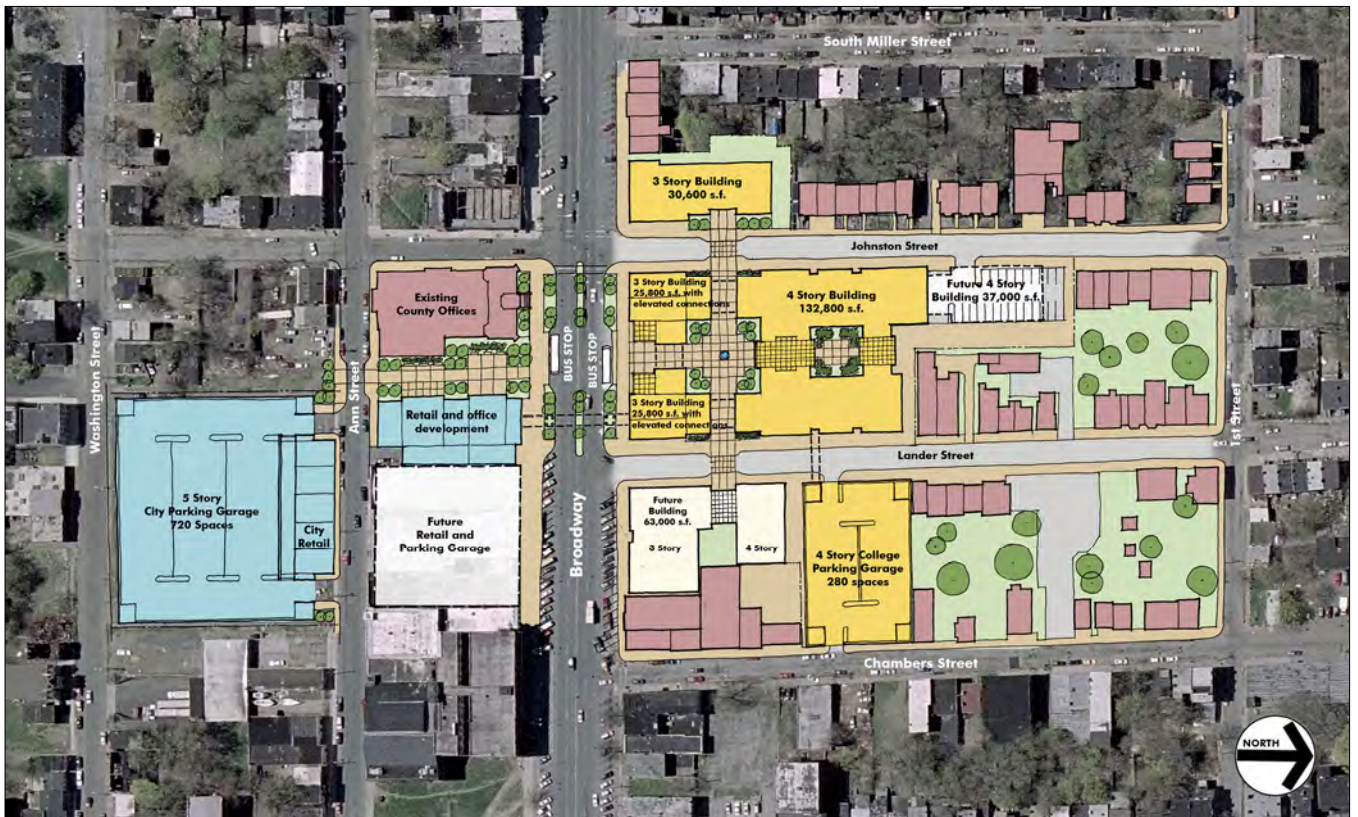 South Miller Street
3 Story Building
30,600 s.f.
Johnston Street
Existing
County Offices
BUS STOP
BUS STOP
3 Story Building
25,800 s.f. with
elevated connections
4 Story Building
132,800 s.f.
Future 4 Story
Building 37,000 s.f.
Washington Street
Ann Street
Retail and office
development
3 Story Building
25,800 s.f. with
elevated connections
1st Street
Lander Street
5 Story
City Parking Garage
720 Spaces
City
Retail
Future
Retail and
Parking Garage
Broadway
Future
Building
63,000 s.f.
3 Story
4 Story
4 Story College
Parking Garage
280 spaces
Chambers Street
NORTH